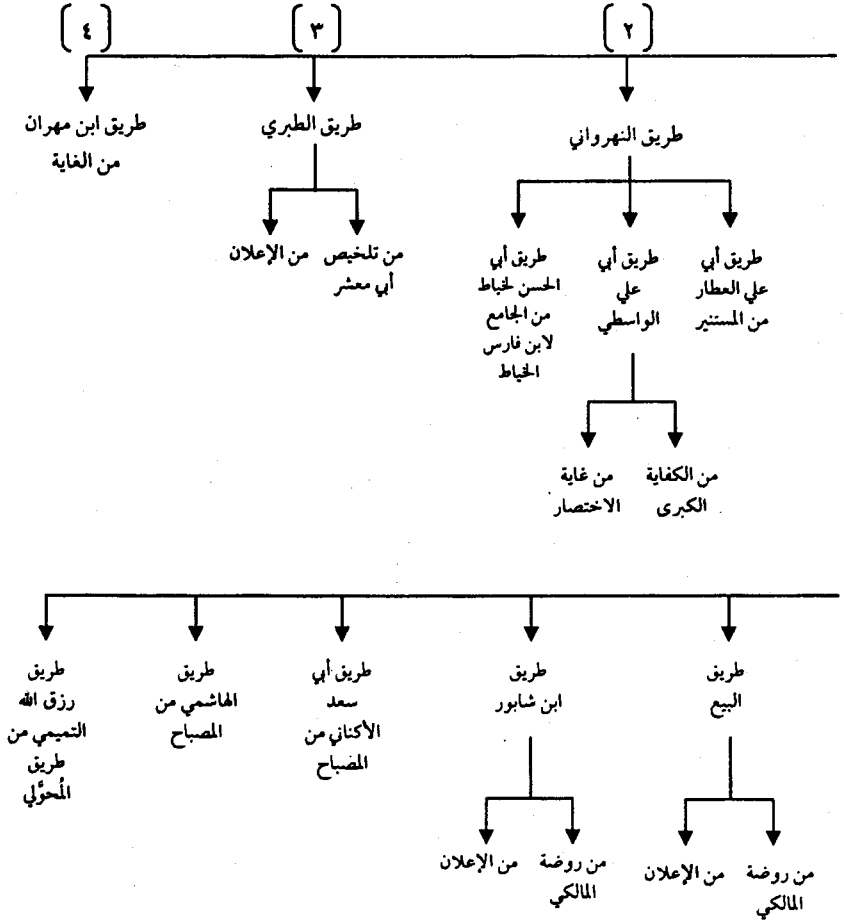 [٢]
[٣]
[٤]
طريق النهرواني
طريق الطبري
طريق ابن مهران
من الغاية
طريق أبي
علي العطار
من المستنير
طريق أبي
علي
الواسطي
طريق أبي
الحسن لخياط
من الجامع
لابن فارس
الخياط
من تلخيص
أبي معشر
من الإعلان
من الكفاية
الكبرى
من غاية
الاختصار
طريق
البيع
طريق
ابن شابور
طريق أبي
سعد
الأكناني من
المضباح
طريق
الهاشمي من
المصباح
طريق
رزق الله
التميمي من
طريق
المُحوَّلي
من روضة
المالكي
من الإعلان
من روضة
المالكي
من الإعلان